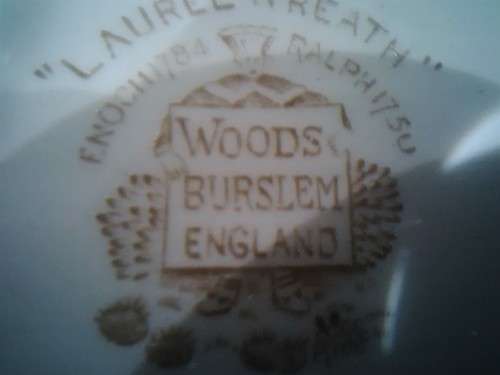 "LAUREL WREATH"
ENOCH 1784 RALPH 1750
WOODS
BURSLEM
ENGLAND